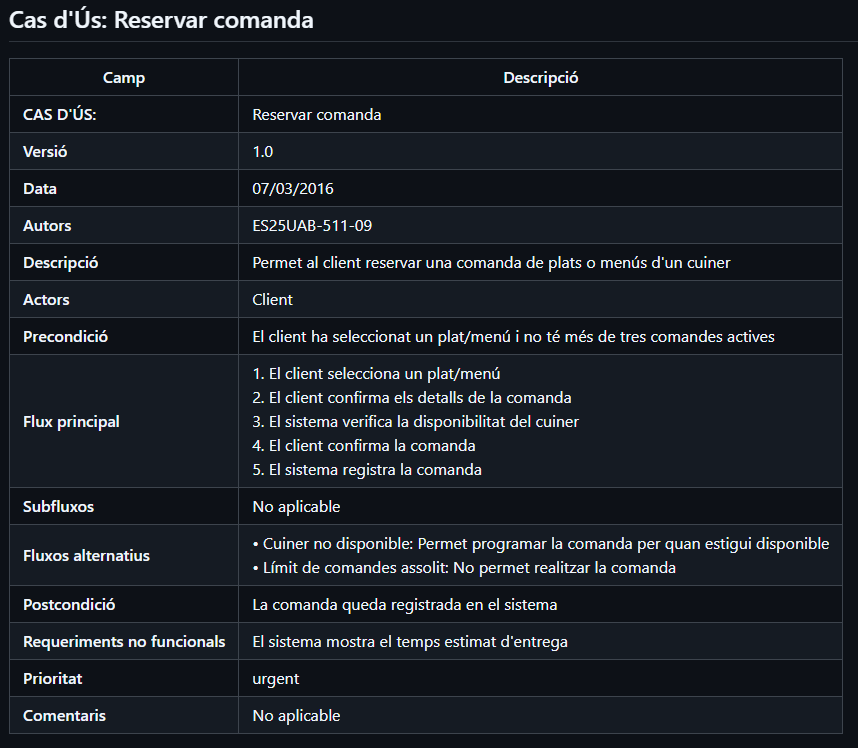 Cas d'Ús: Reservar comanda
Camp Descripció
CAS D'ÚS: Reservar comanda
Versió 1.0
Data 07/03/2016
Autors ES25UAB-511-09
Descripció Permet al client reservar una comanda de plats o menús d'un cuiner
Actors Client
Precondició El client ha seleccionat un plat/menú i no té més de tres comandes actives
Flux principal
1. El client selecciona un plat/menú
2. El client confirma els detalls de la comanda
3. El sistema verifica la disponibilitat del cuiner
4. El client confirma la comanda
5. El sistema registra la comanda
Subfluxos No aplicable
Fluxos alternatius
• Cuiner no disponible: Permet programar la comanda per quan estigui disponible
• Límit de comandes assolit: No permet realitzar la comanda
Postcondició La comanda queda registrada en el sistema
Requeriments no funcionals El sistema mostra el temps estimat d'entrega
Prioritat urgent
Comentaris No aplicable